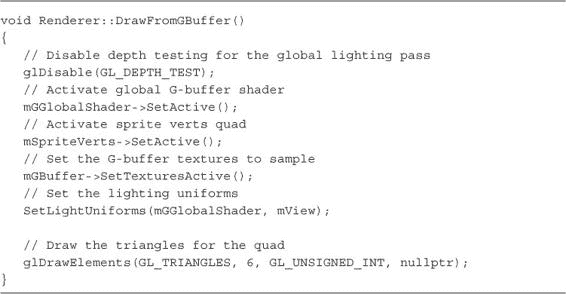 void Renderer::DrawFromGBuffer()
{
   // Disable depth testing for the global lighting pass
   glDisable(GL_DEPTH_TEST);
   // Activate global G-buffer shader
   mGGlobalShader->SetActive();
   // Activate sprite verts quad
   mSpriteVerts->SetActive();
   // Set the G-buffer textures to sample
   mGBuffer->SetTexturesActive();
   // Set the lighting uniforms
   SetLightUniforms(mGGlobalShader, mView);

   // Draw the triangles for the quad
   glDrawElements(GL_TRIANGLES, 6, GL_UNSIGNED_INT, nullptr);
}